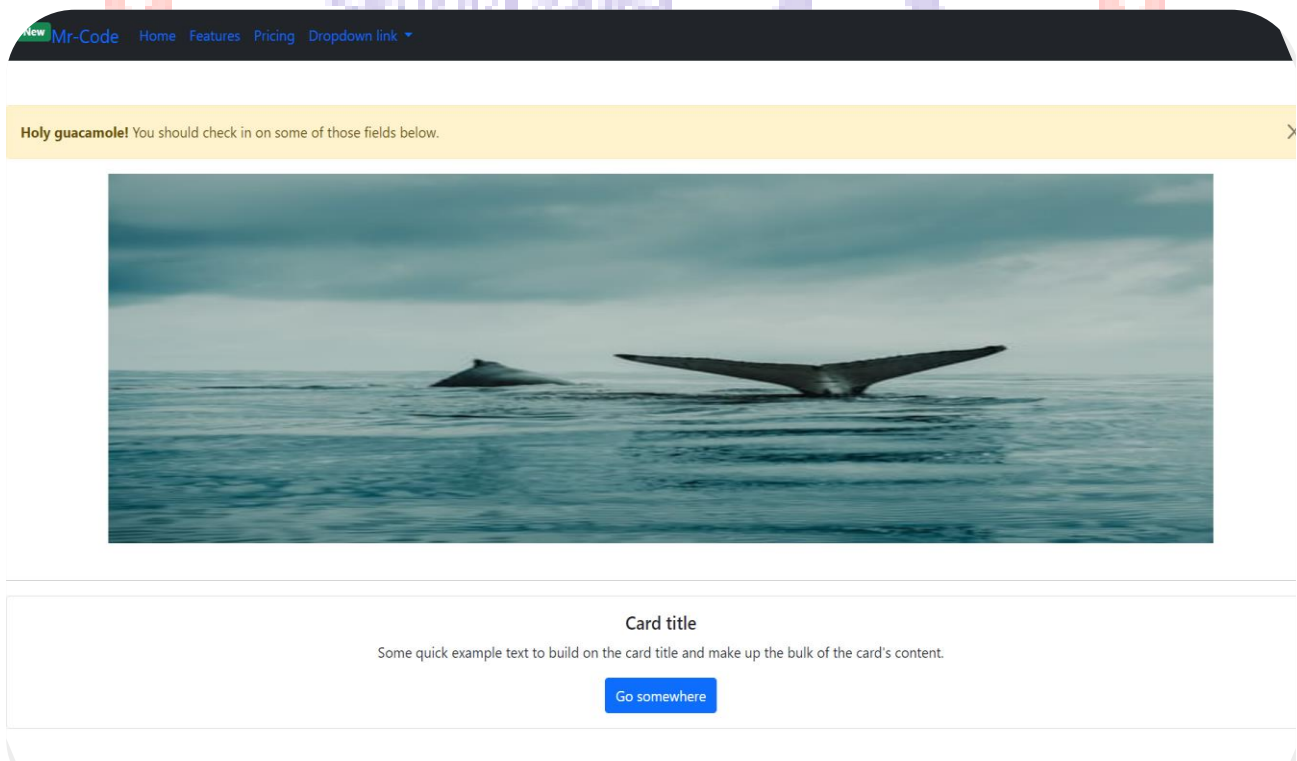 New
Mr-Code Home Features Pricing Dropdown link
Holy guacamole! You should check in on some of those fields below.
Card title
Some quick example text to build on the card title and make up the bulk of the card's content.
Go somewhere